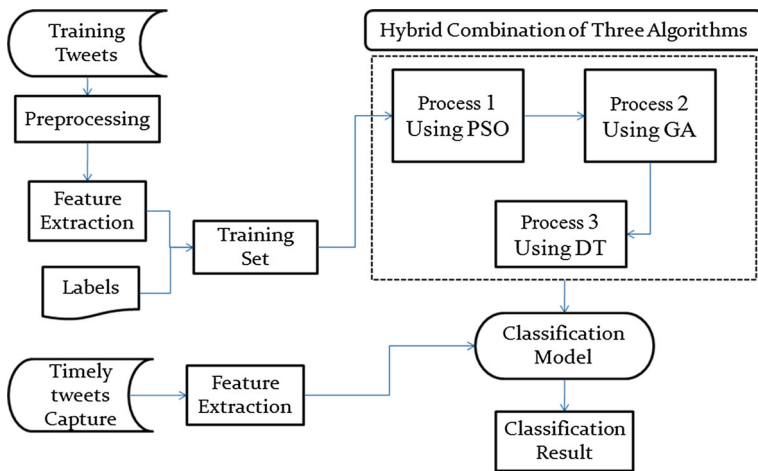 Training
Tweets
Hybrid Combination of Three Algorithms
Preprocessing
Process 1
Using PSO
Process 2
Using GA
Feature
Extraction
Training
Set
Process 3
Using DT
Labels
Classification
Model
Timely
tweets
Capture
Feature
Extraction
Classification
Result